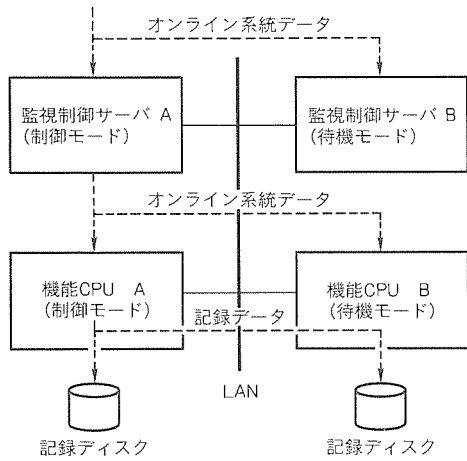 オンライン系統データ
監視制御サーバ A
(制御モード)
監視制御サーバ B
(待機モード)
オンライン系統データ
機能CPU A
(制御モード)
機能CPU B
(待機モード)
記録データ
LAN
記録ディスク
記録ディスク